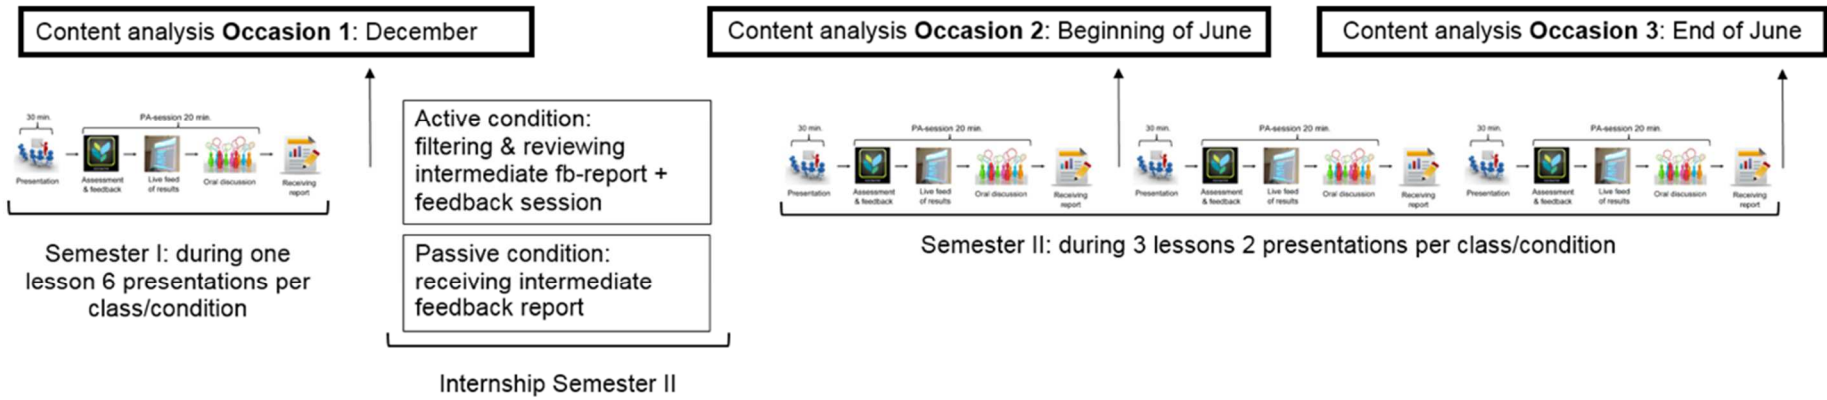 Content analysis Occasion 1: December
Content analysis Occasion 2: Beginning of June
Content analysis Occasion 3: End of June
30 min.
PA-session 20 min.
Presentation
Assessment
& feedback
Live feed
of results
Oral discussion
Receiving
report
Semester I: during one
lesson 6 presentations per
class/condition
Active condition:
filtering & reviewing
intermediate fb-report +
feedback session
Passive condition:
receiving intermediate
feedback report
Internship Semester II
30 min.
PA-session 20 min.
Presentation
Assessment
& feedback
Live feed
of results
Oral discussion
Receiving
report
30 min.
PA-session 20 min.
Presentation
Assessment
& feedback
Live feed
of results
Oral discussion
Receiving
report
30 min.
PA-session 20 min.
Presentation
Assessment
& feedback
Live feed
of results
Oral discussion
Receiving
report
Semester II: during 3 lessons 2 presentations per class/condition